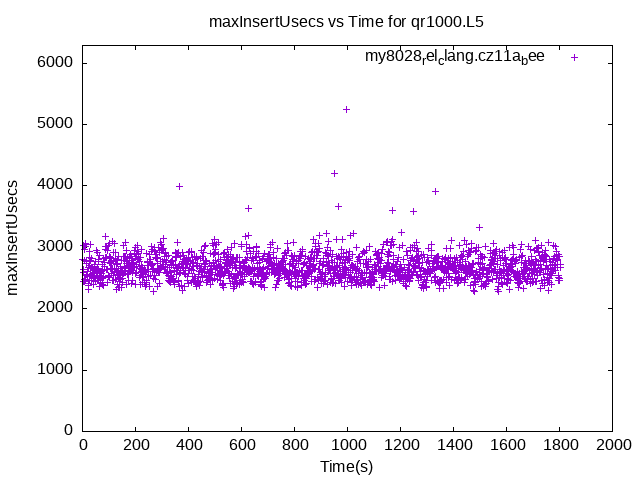 maxInsertUsecs vs Time for qr1000.L5
my8028relclang.cz11abee
maxInsertUsecs
6000
5000
4000
3000
2000
1000
0
0 200 400 600 800 1000 1200 1400 1600 1800 2000
Time(s)